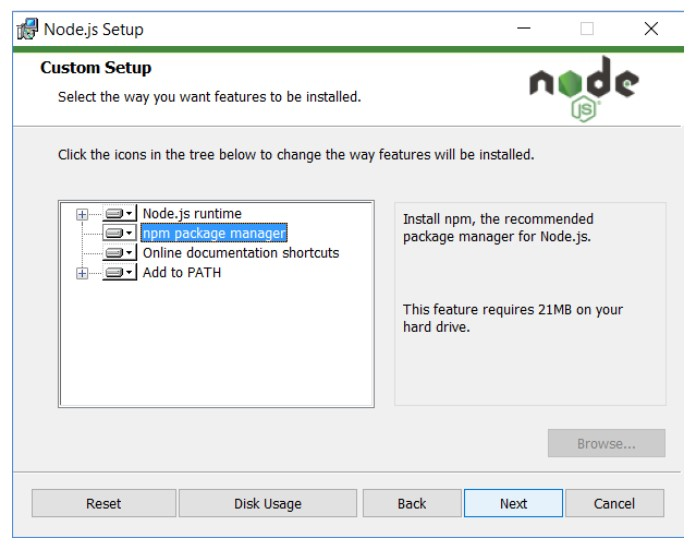 Node.js Setup
Custom Setup
Select the way you want features to be installed.
node
JS
Click the icons in the tree below to change the way features will be installed.
Node.js runtime
npm package manager
Online documentation shortcuts
Add to PATH
Install npm, the recommended
package manager for Node.js.
This feature requires 21MB on your
hard drive.
Browse...
Reset
Disk Usage
Back
Next
Cancel